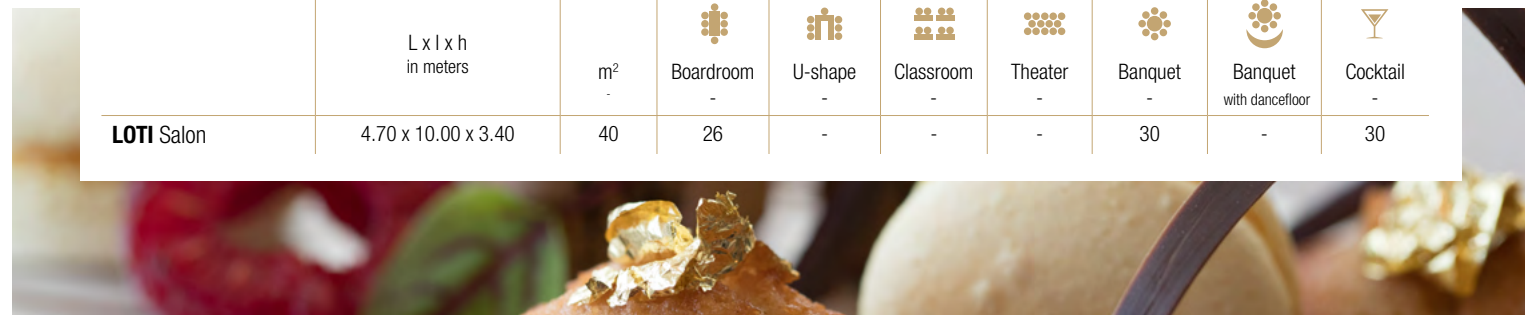 L x l x h
in meters
m²
-
Boardroom
-
U-shape
-
Classroom
-
Theater
-
Banquet
-
Banquet
with dancefloor
Cocktail
-
LOTI Salon 4.70 x 10.00 x 3.40 40 26 - - - 30 - 30